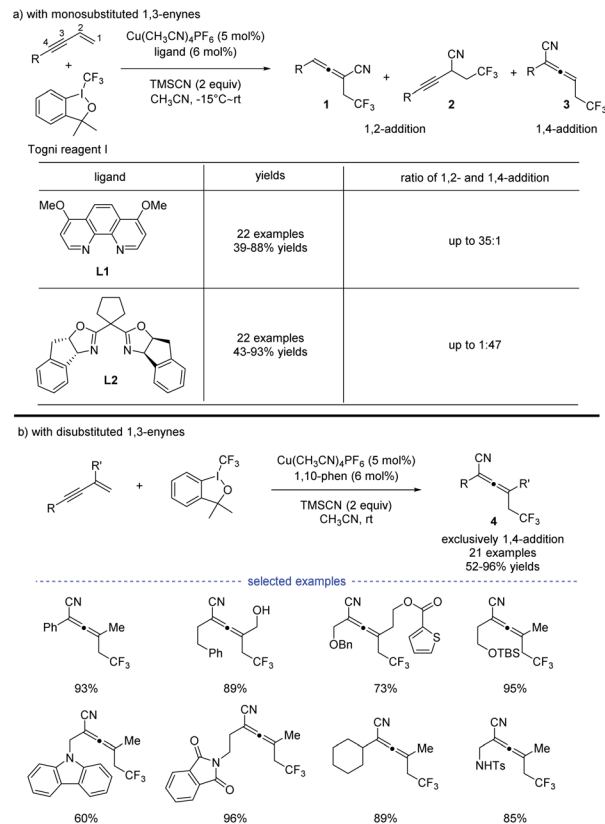 a) with monosubstituted 1,3-enynes
4 3 2 1
R
+
CF3
I
O
Togni reagent I
Cu(CH3CN)4PF6 (5 mol%)
ligand (6 mol%)
TMSCN (2 equiv)
CH3CN, -15°C~rt
R CN CF3
1
+
CN CF3 R
2
+
CN R CF3
3
1,2-addition
1,4-addition
ligand yields ratio of 1,2- and 1,4-addition
MeO OMe
N N
L1
22 examples
39-88% yields
up to 35:1
O O
N N
L2
22 examples
43-93% yields
up to 1:47
b) with disubstituted 1,3-enynes
R'
R
+
CF3
I
O
Cu(CH3CN)4PF6 (5 mol%)
1,10-phen (6 mol%)
TMSCN (2 equiv)
CH3CN, rt
CN
R R'
CF3
4
exclusively 1,4-addition
21 examples
52-96% yields
selected examples
CN
Ph Me
CF3
93%
CN
OH
Ph CF3
89%
CN
O O
S
OBn
CF3
73%
CN
Me
OTBS CF3
95%
CN
N Me
CF3
60%
CN
O Me
N
O CF3
96%
CN
Me
CF3
89%
CN
Me
NHTs
CF3
85%